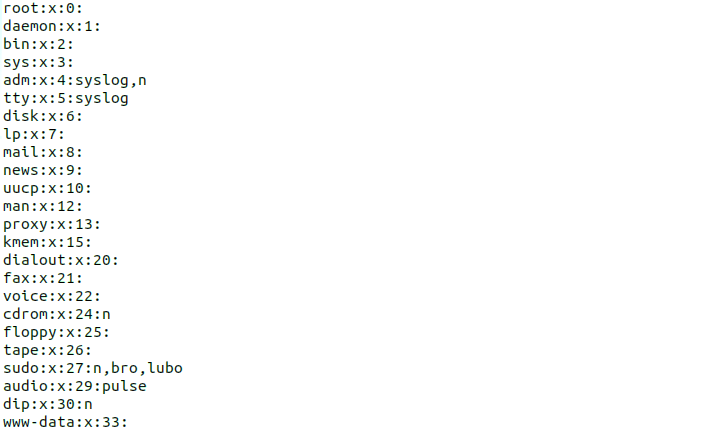 root:x:0:
daemon:x:1:
bin:x:2:
sys:x:3:
adm:x:4:syslog,n
tty:x:5:syslog
disk:x:6:
lp:x:7:
mail:x:8:
news:x:9:
uucp:x:10:
man:x:12:
proxy:x:13:
kmem:x:15:
dialout:x:20:
fax:x:21:
voice:x:22:
cdrom:x:24:n
floppy:x:25:
tape:x:26:
sudo:x:27:n,bro,lubo
audio:x:29:pulse
dip:x:30:n
www-data:x:33: